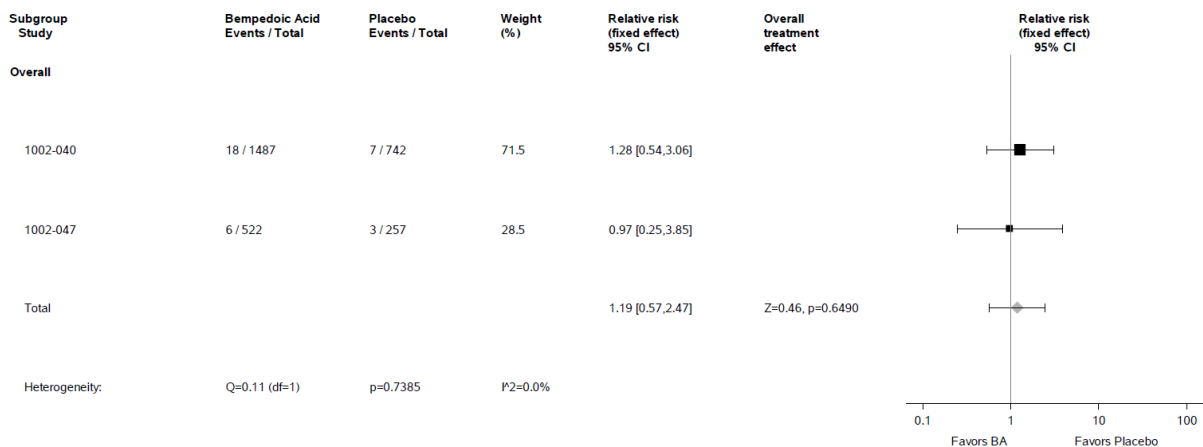 Subgroup Bempedoic Acid Placebo Weight Relative risk Overall Relative risk
Study Events / Total Events / Total (%) (fixed effect) treatment (fixed effect)
95% CI effect 95% CI
Overall
1002-040 18 / 1487 7 / 742 71.5 1.28 [0.54,3.06]
1002-047 6 / 522 3 / 257 28.5 0.97 [0.25,3.85]
Total 1.19 [0.57,2.47] Z=0.46, p=0.6490
Heterogeneity: Q=0.11 (df=1) p=0.7385 I^2=0.0%
0.1 1 10 100
Favors BA Favors Placebo